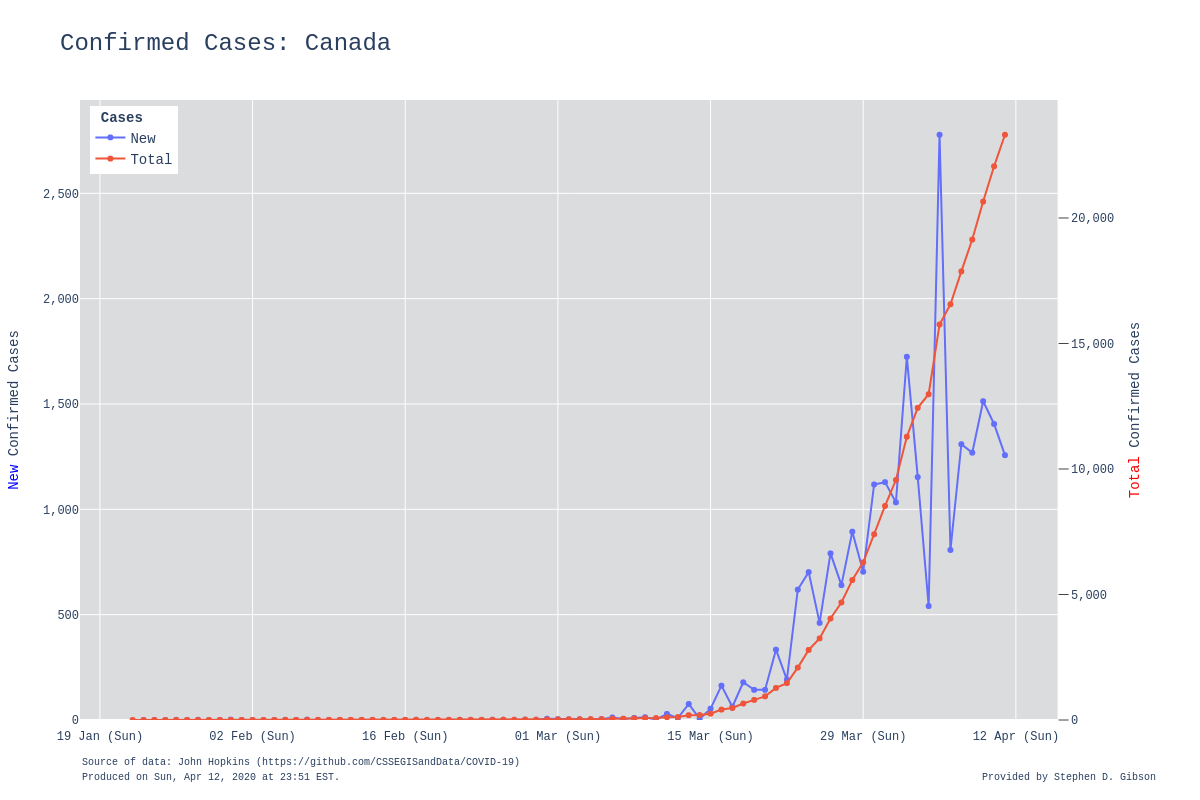 Confirmed Cases: Canada
Cases
New
Total
2,500
2,000
1,500
1,000
500
0
New Confirmed Cases
20,000
15,000
10,000
5,000
0
Total Confirmed Cases
19 Jan (Sun)
02 Feb (Sun)
16 Feb (Sun)
01 Mar (Sun)
15 Mar (Sun)
29 Mar (Sun)
12 Apr (Sun)
Source of data: John Hopkins (https://github.com/CSSEGISandData/COVID-19)
Produced on Sun, Apr 12, 2020 at 23:51 EST.
Provided by Stephen D. Gibson